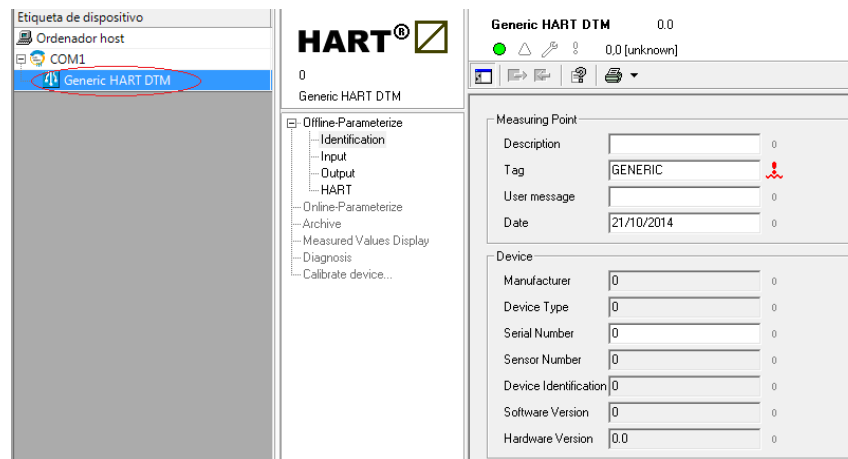 Etiqueta de dispositivo
Ordenador host
COM1
Generic HART DTM
HART®
0
Generic HART DTM
Offline-Parameterize
Identification
Input
Output
HART
Online-Parameterize
Archive
Measured Values Display
Diagnosis
Calibrate device...
Generic HART DTM 0.0
0,0 [unknown]
Measuring Point
Description 0
Tag GENERIC
User message 0
Date 21/10/2014 0
Device
Manufacturer 0 0
Device Type 0 0
Serial Number 0 0
Sensor Number 0 0
Device Identification 0 0
Software Version 0 0
Hardware Version 0.0 0